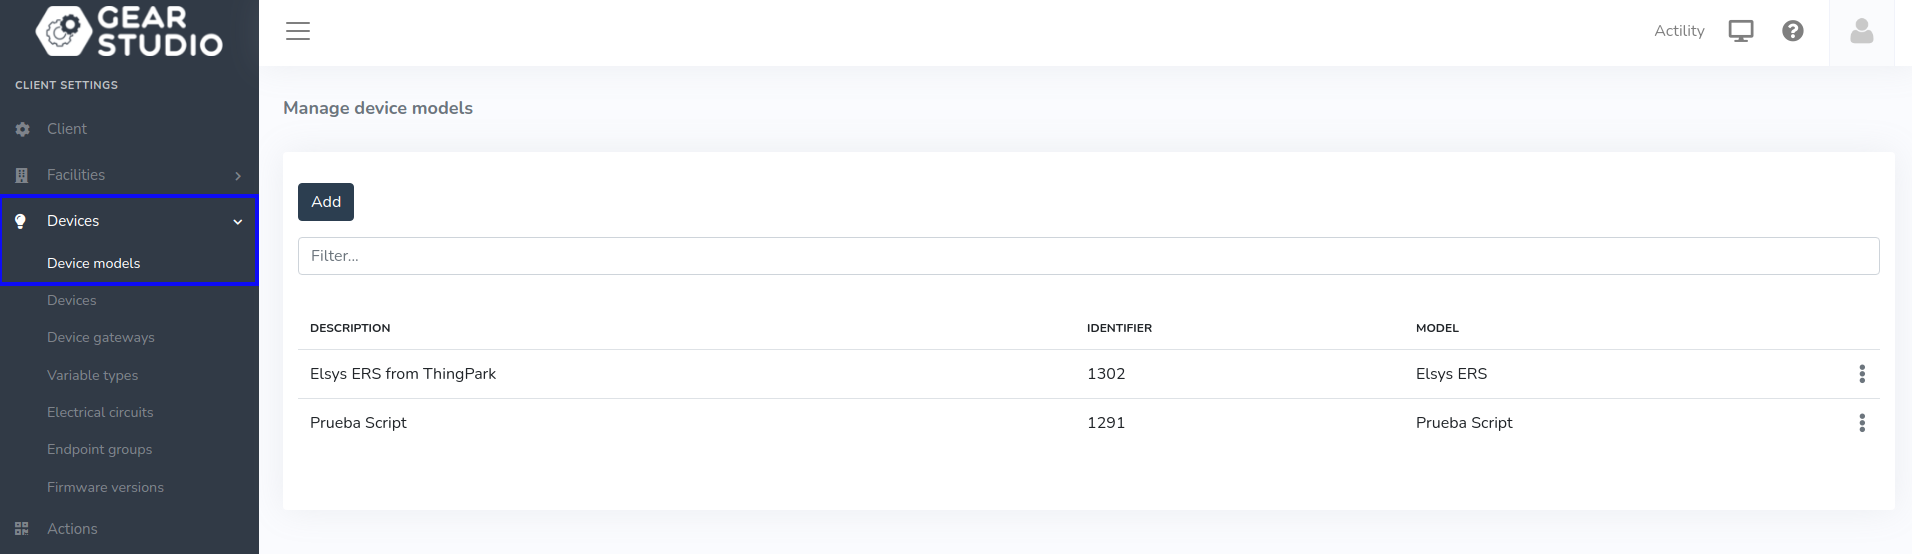 GEAR
STUDIO
Actility
CLIENT SETTINGS
Client
Facilities
Devices
Device models
Devices
Device gateways
Variable types
Electrical circuits
Endpoint groups
Firmware versions
Actions
Manage device models
Add
Filter...
DESCRIPTION IDENTIFIER MODEL
Elsys ERS from ThingPark 1302 Elsys ERS
Prueba Script 1291 Prueba Script